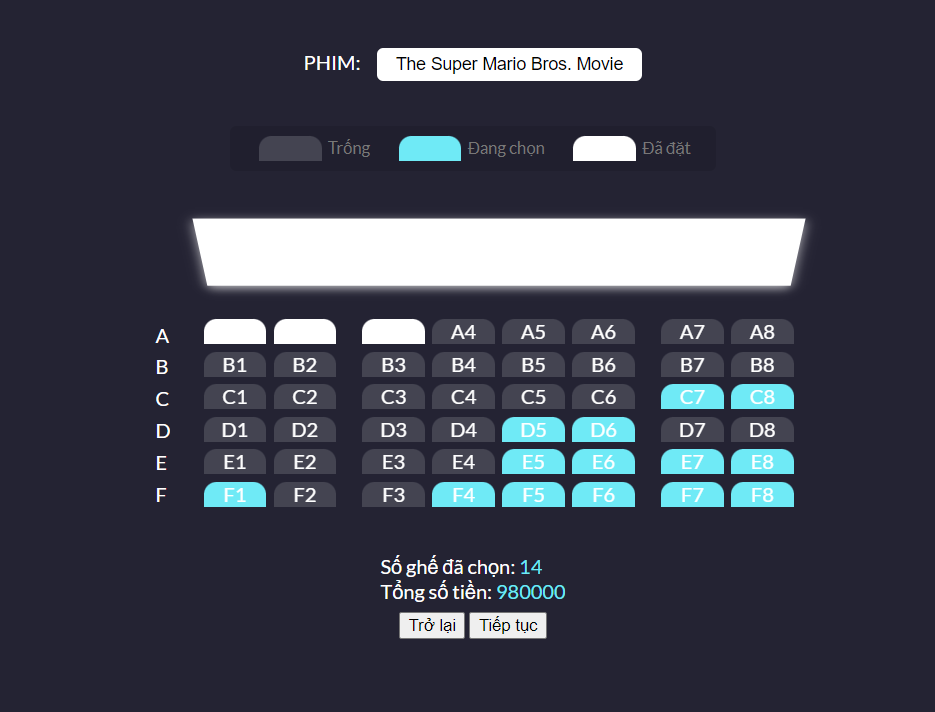 PHIM: The Super Mario Bros. Movie
Trống Đang chọn Đã đặt
A A4 A5 A6 A7 A8
B B1 B2 B3 B4 B5 B6 B7 B8
C C1 C2 C3 C4 C5 C6 C7 C8
D D1 D2 D3 D4 D5 D6 D7 D8
E E1 E2 E3 E4 E5 E6 E7 E8
F F1 F2 F3 F4 F5 F6 F7 F8
Số ghế đã chọn: 14
Tổng số tiền: 980000
Trở lại Tiếp tục